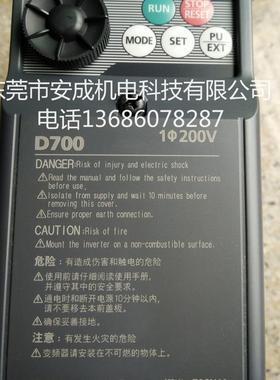 RUN
STOP
RESET
MODE
SET
PU
EXT
东莞市安成机电科技有限公司
电话13686078287
D700
1Φ200V
DANGER:Risk of injury and electric shock
Read the manual and follow the safety instructions
before use.
Isolate from supply and wait 10 minutes before
removing this cover.
Ensure proper earth connection.
CAUTION:Risk of fire
Mount the inverter on a non-combustible surface.
危险：有造成伤害和触电的危险
使用前请仔细阅读使用手册，
并遵守其中的安全要求。
通电时和断开电源10分钟以内，
请不要移去本前盖板。
确保妥善接地。
注意：有发生火灾的危险
变频器请安装在不可燃的物体上。